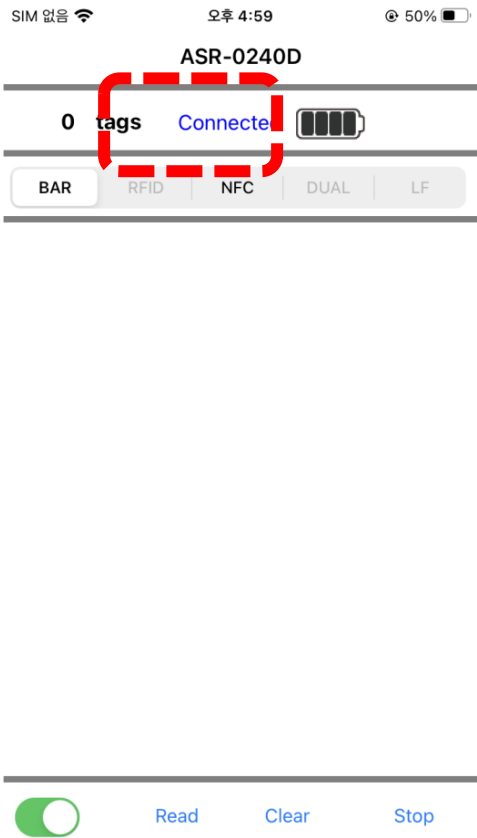 SIM 없음 오후 4:59 50%
ASR-0240D
0 tags Connected
BAR RFID NFC DUAL LF
Read Clear Stop